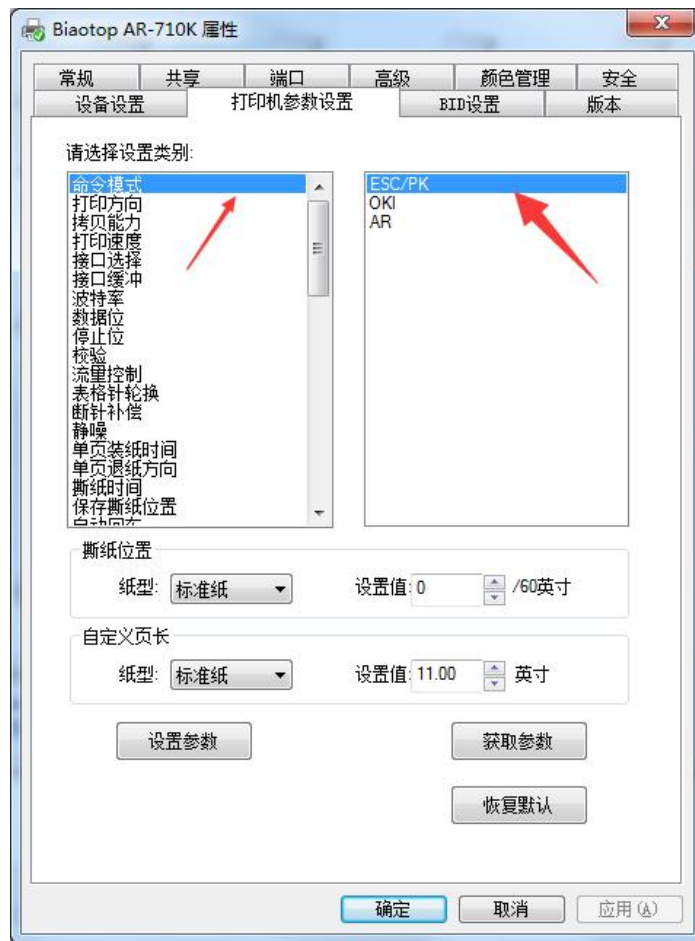 Biaotop AR-710K 属性
常规 共享 端口 高级 颜色管理 安全
设备设置 打印机参数设置 BID设置 版本
请选择设置类别:
命令模式
打印方向
拷贝能力
打印速度
接口选择
接口缓冲
波特率
数据位
停止位
校验
流量控制
表格针轮换
断针补偿
静噪
单页装纸时间
单页退纸方向
撕纸时间
保存撕纸位置
ESC/PK
OKI
AR
撕纸位置
纸型: 标准纸 设置值: 0 /60英寸
自定义页长
纸型: 标准纸 设置值: 11.00 英寸
设置参数 获取参数
恢复默认
确定 取消 应用(A)